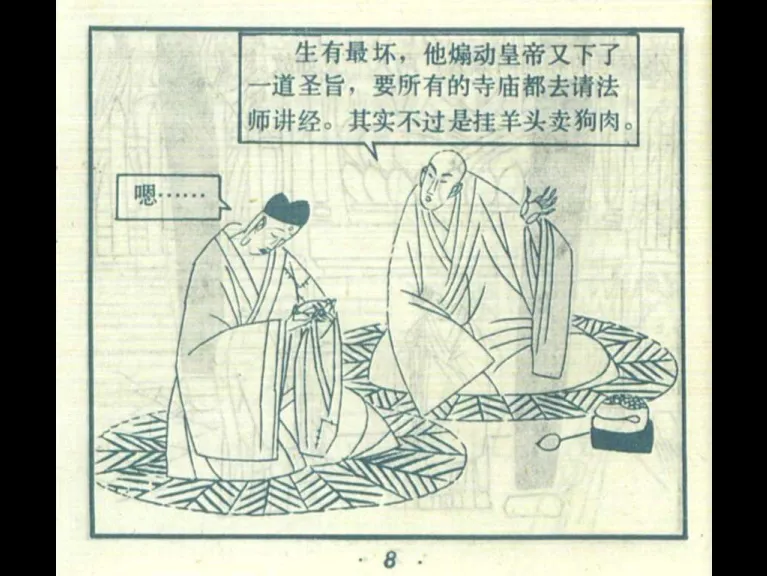 生有最坏，他煽动皇帝又下了
一道圣旨，要所有的寺庙都去请法
师讲经。其实不过是挂羊头卖狗肉。
嗯……
· 8 ·